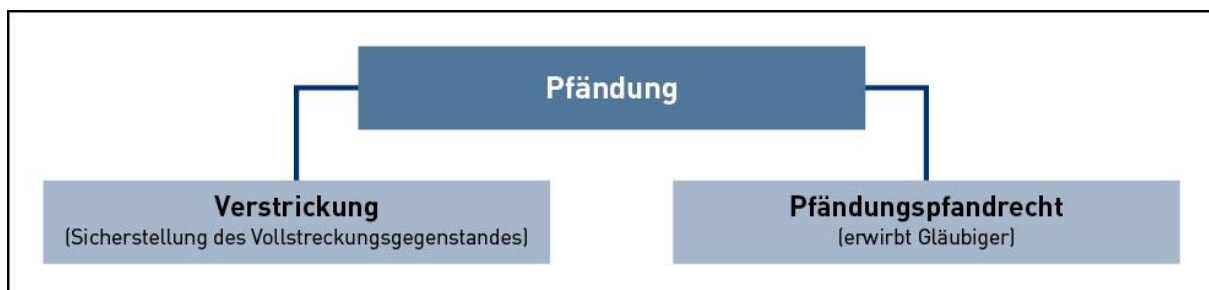 Pfändung
Verstrickung
(Sicherstellung des Vollstreckungsgegenstandes)
Pfändungspfandrecht
(erwirbt Gläubiger)